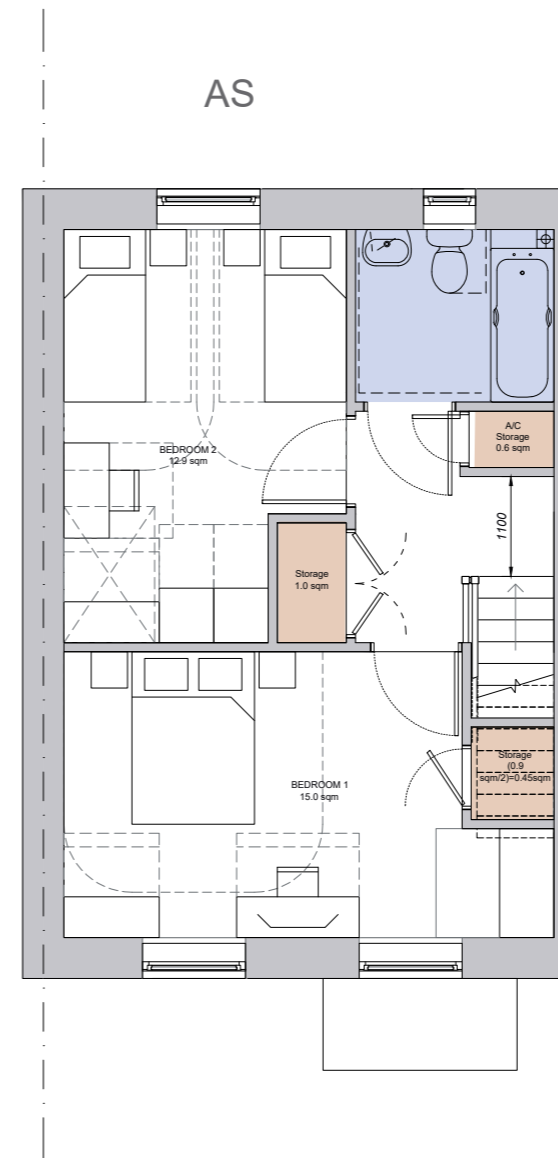 AS
A/C
Storage
0.6 sqm
BEDROOM 2
12.9 sqm
1100
Storage
1.0 sqm
Storage
(0.9
sqm/2)=0.45sqm
BEDROOM 1
15.0 sqm